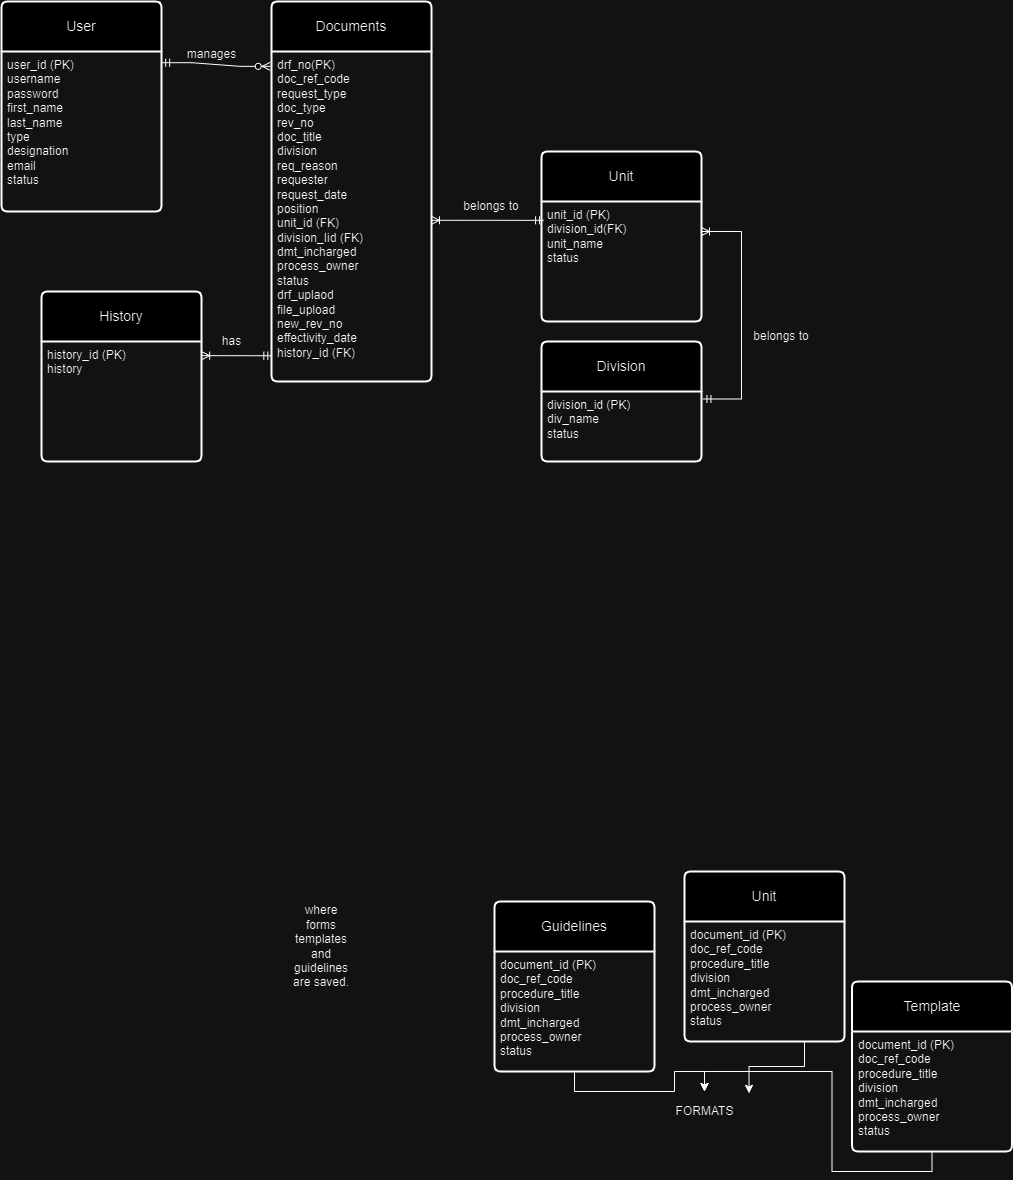 User
user_id (PK)
username
password
first_name
last_name
type
designation
email
status
manages
Documents
drf_no(PK)
doc_ref_code
request_type
doc_type
rev_no
doc_title
division
req_reason
requester
request_date
position
unit_id (FK)
division_lid (FK)
dmt_incharged
process_owner
status
drf_uplaod
file_upload
new_rev_no
effectivity_date
history_id (FK)
belongs to
Unit
unit_id (PK)
division_id(FK)
unit_name
status
belongs to
History
history_id (PK)
history
has
Division
division_id (PK)
div_name
status
where
forms
templates
and
guidelines
are saved.
Guidelines
document_id (PK)
doc_ref_code
procedure_title
division
dmt_incharged
process_owner
status
Unit
document_id (PK)
doc_ref_code
procedure_title
division
dmt_incharged
process_owner
status
Template
document_id (PK)
doc_ref_code
procedure_title
division
dmt_incharged
process_owner
status
FORMATS